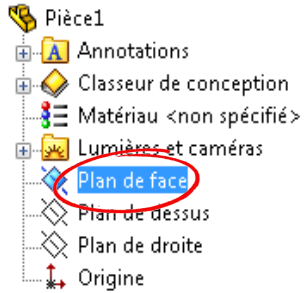 Pièce1
Annotations
Classeur de conception
Matériau <non spécifié>
Lumières et caméras
Plan de face
Plan de dessus
Plan de droite
Origine